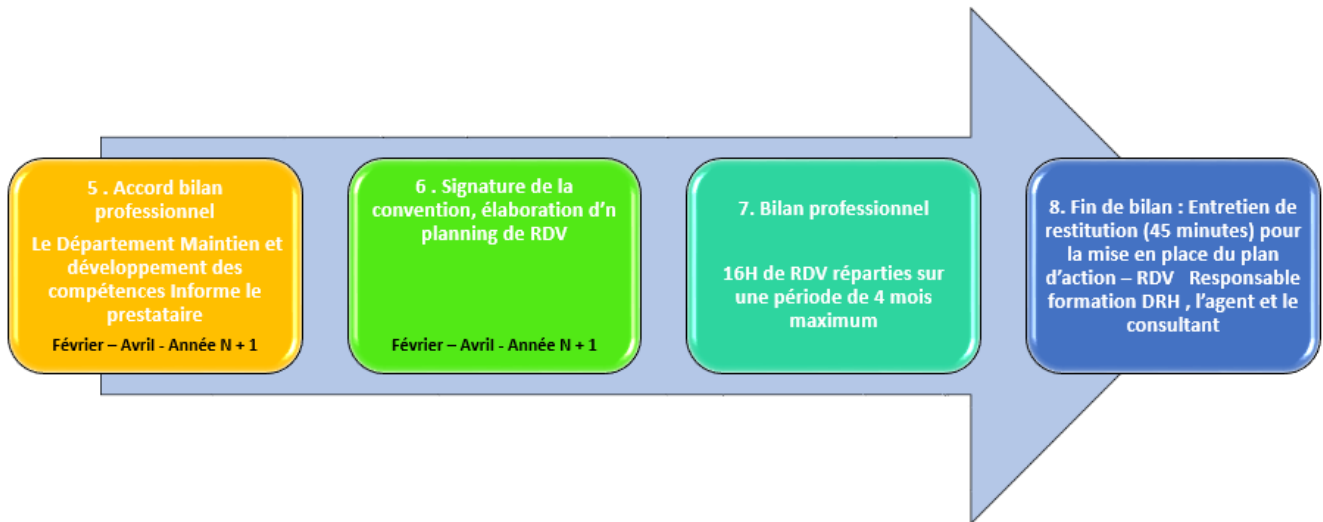 5 . Accord bilan
professionnel
Le Département Maintien et
développement des
compétences Informe le
prestataire
Février – Avril - Année N + 1
6 . Signature de la
convention, élaboration d'n
planning de RDV
Février – Avril - Année N + 1
7. Bilan professionnel
16H de RDV réparties sur
une période de 4 mois
maximum
8. Fin de bilan : Entretien de
restitution (45 minutes) pour
la mise en place du plan
d'action – RDV Responsable
formation DRH , l'agent et le
consultant